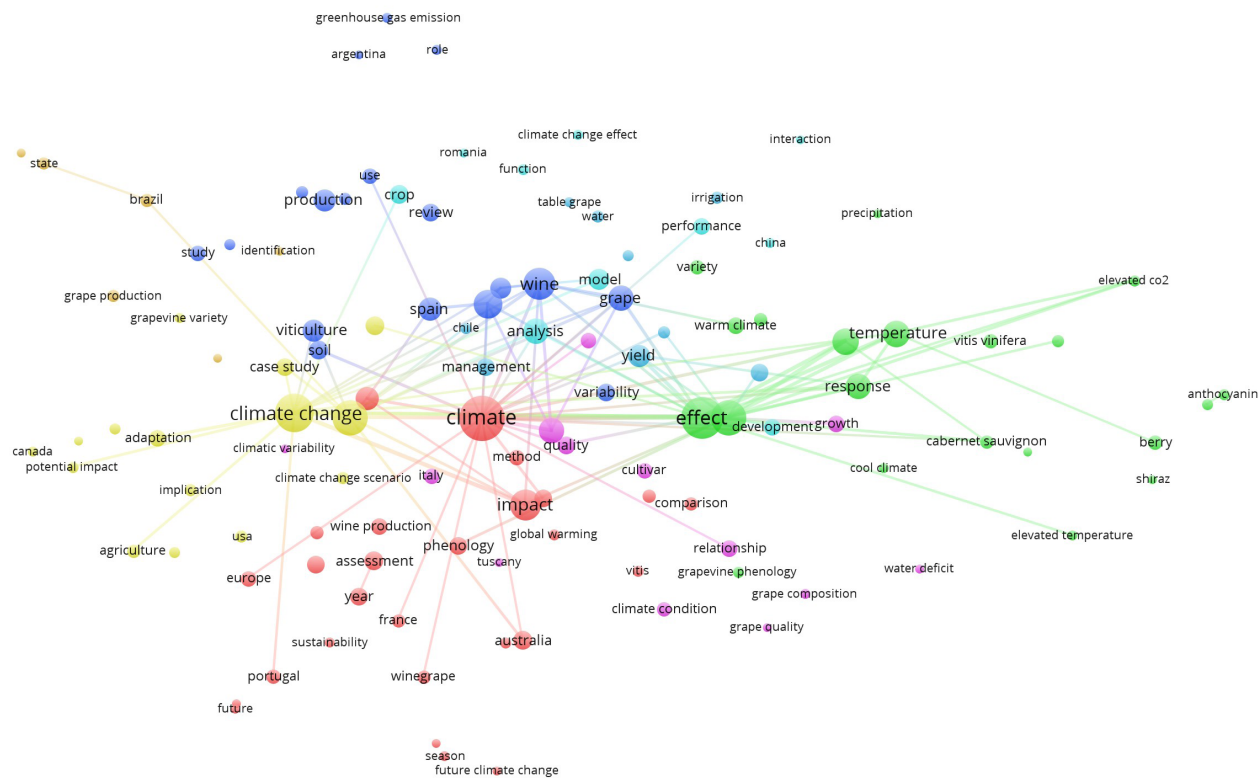 greenhouse gas emission
role
argentina
climate change effect
interaction
romania
state
function
use
crop
brazil
production
table grape
irrigation
review
water
precipitation
performance
china
study
identification
variety
model
elevated co2
wine
grape production
grape
spain
grapevine variety
warm climate
chile
viticulture
analysis
temperature
vitis vinifera
soil
yield
case study
management
response
variability
anthocyanin
climate change
climate
effect
growth
development
adaptation
cabernet sauvignon
berry
climatic variability
quality
canada
method
potential impact
cool climate
cultivar
italy
climate change scenario
shiraz
implication
impact
comparison
wine production
global warming
usa
elevated temperature
phenology
relationship
agriculture
assessment
tuscany
water deficit
vitis
grapevine phenology
europe
grape composition
year
climate condition
france
grape quality
sustainability
australia
portugal
winegrape
future
season
future climate change